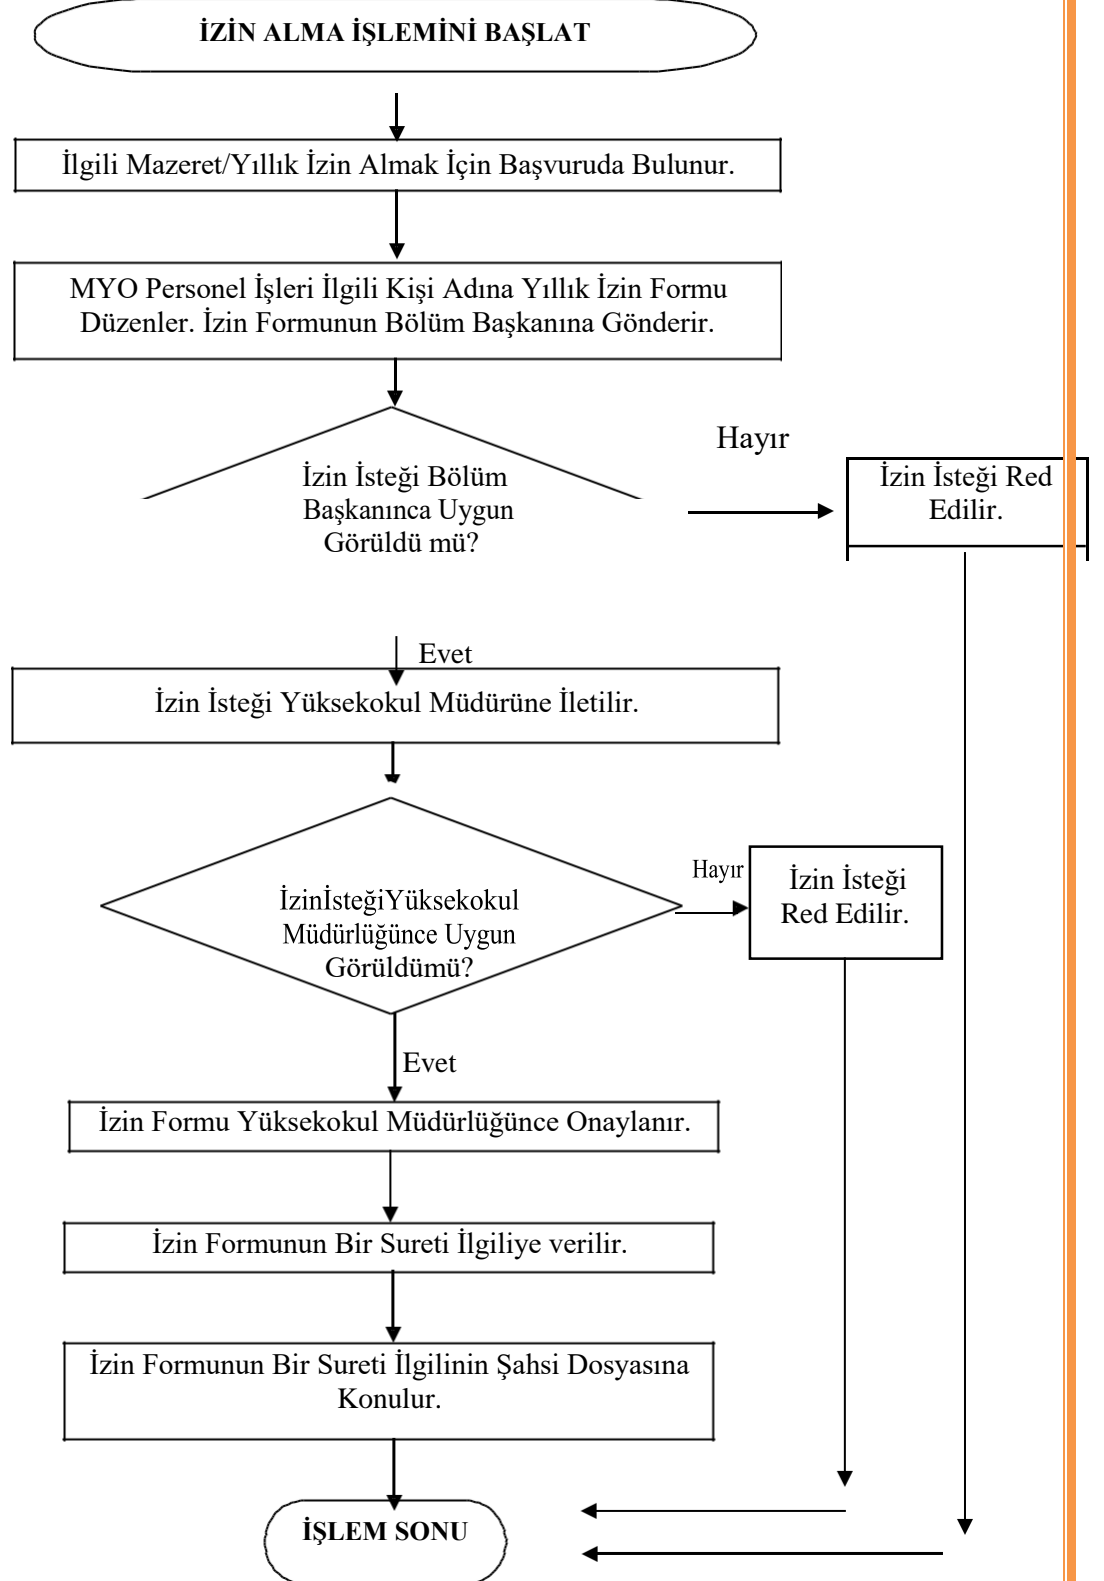 İZİN ALMA İŞLEMİNİ BAŞLAT
İlgili Mazeret/Yıllık İzin Almak İçin Başvuruda Bulunur.
MYO Personel İşleri İlgili Kişi Adına Yıllık İzin Formu
Düzenler. İzin Formunun Bölüm Başkanına Gönderir.
Hayır
İzin İsteği Bölüm
Başkanınca Uygun
Görüldü mü?
İzin İsteği Red
Edilir.
Evet
İzin İsteği Yüksekokul Müdürüne İletilir.
İzinİsteğiYüksekokul
Müdürlüğünce Uygun
Görüldümü?
Hayır
İzin İsteği
Red Edilir.
Evet
İzin Formu Yüksekokul Müdürlüğünce Onaylanır.
İzin Formunun Bir Sureti İlgiliye verilir.
İzin Formunun Bir Sureti İlgilinin Şahsi Dosyasına
Konulur.
İŞLEM SONU